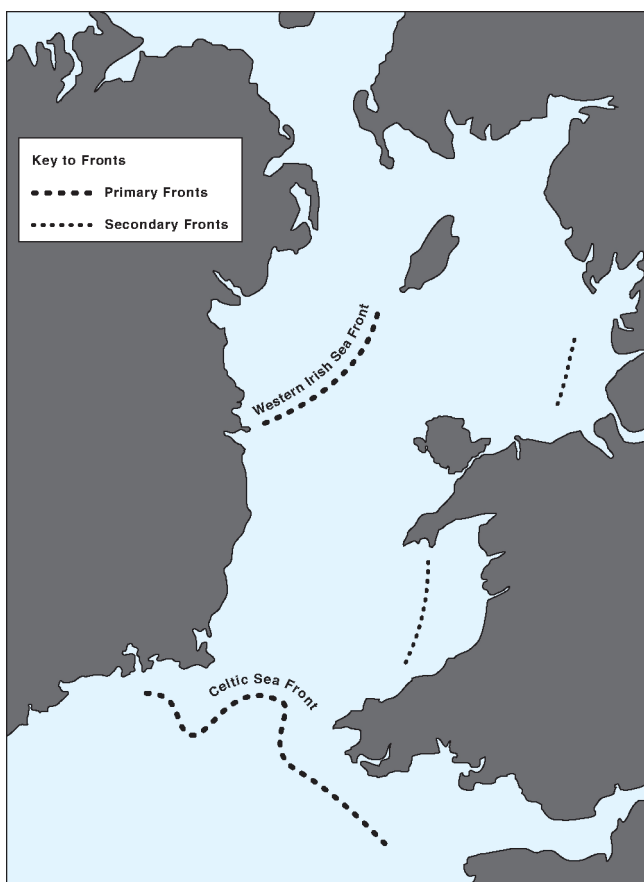 Key to Fronts
Primary Fronts
Secondary Fronts
Western Irish Sea Front
Celtic Sea Front